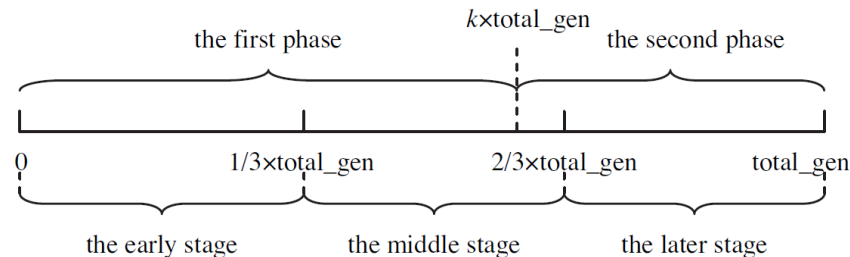 k×total_gen
the first phase
the second phase
0
1/3×total_gen
2/3×total_gen
total_gen
the early stage
the middle stage
the later stage